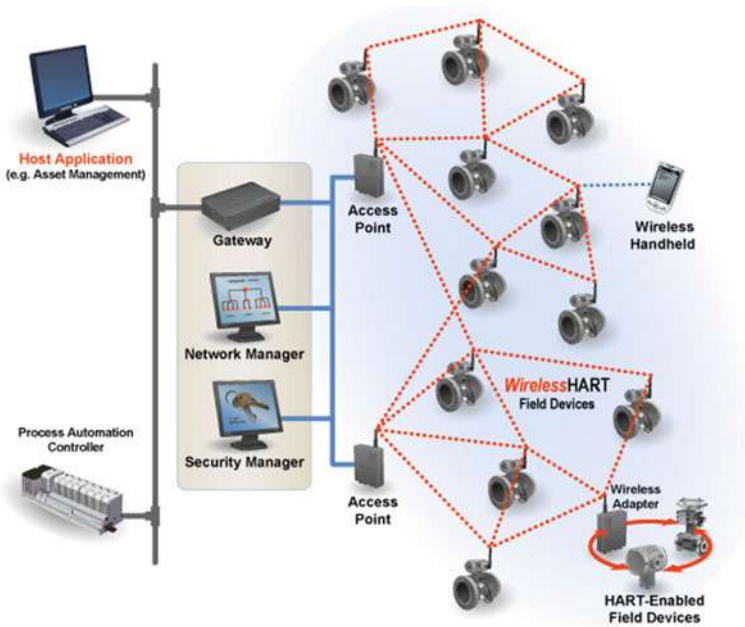 Host Application
(e.g. Asset Management)
Gateway
Access
Point
Wireless
Handheld
Network Manager
WirelessHART
Field Devices
Process Automation
Controller
Security Manager
Access
Point
Wireless
Adapter
HART-Enabled
Field Devices